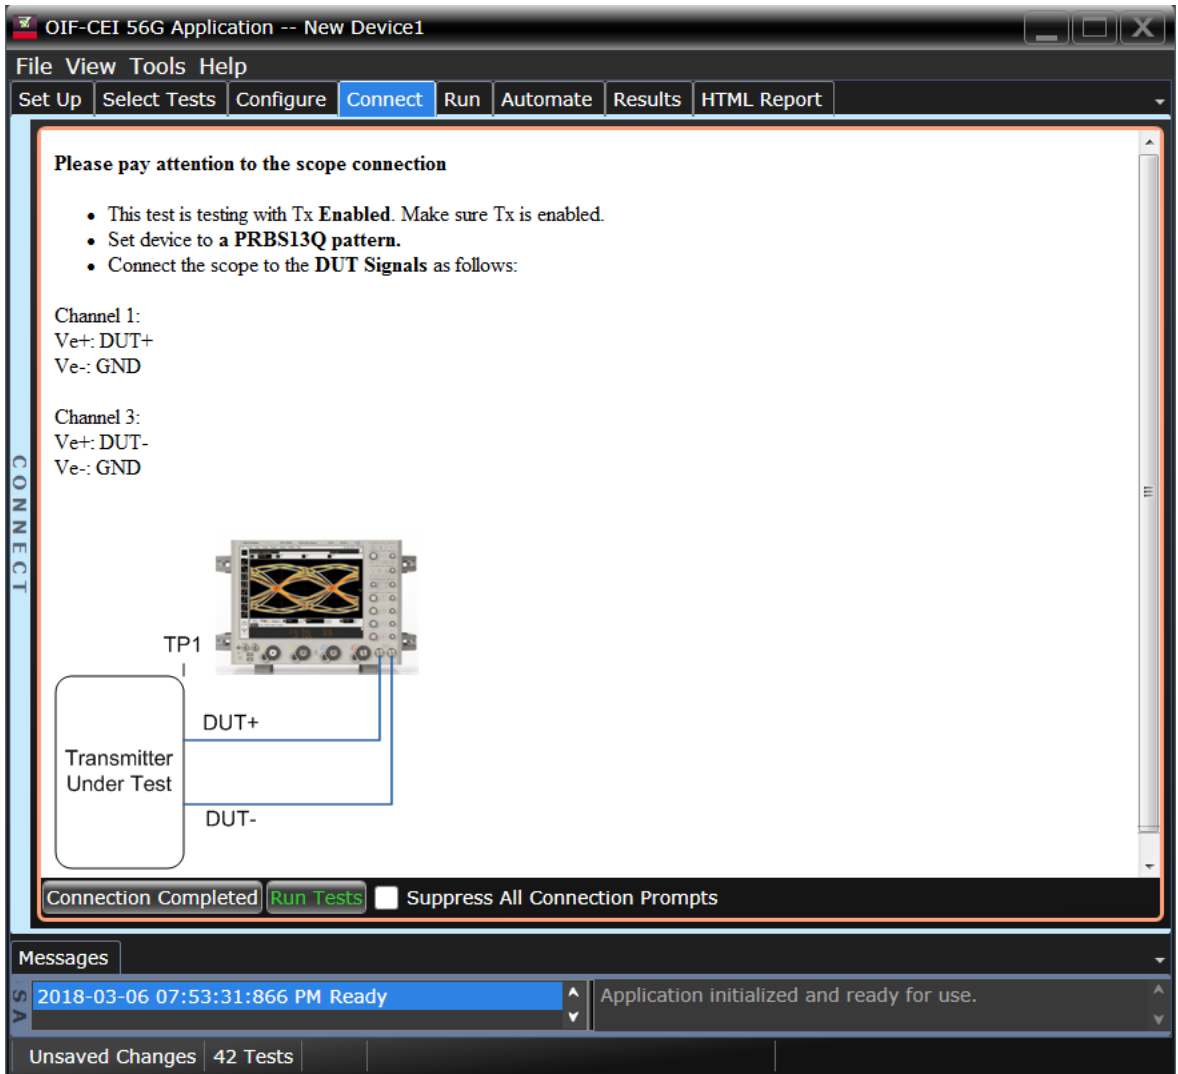 OIF-CEI 56G Application -- New Device1
File View Tools Help
Set Up Select Tests Configure Connect Run Automate Results HTML Report
Please pay attention to the scope connection
• This test is testing with Tx Enabled. Make sure Tx is enabled.
• Set device to a PRBS13Q pattern.
• Connect the scope to the DUT Signals as follows:
Channel 1:
Ve+: DUT+
Ve-: GND
Channel 3:
Ve+: DUT-
Ve-: GND
CONNECT
TP1
DUT+
Transmitter
Under Test
DUT-
Connection Completed Run Tests Suppress All Connection Prompts
Messages
2018-03-06 07:53:31:866 PM Ready
Application initialized and ready for use.
Unsaved Changes 42 Tests